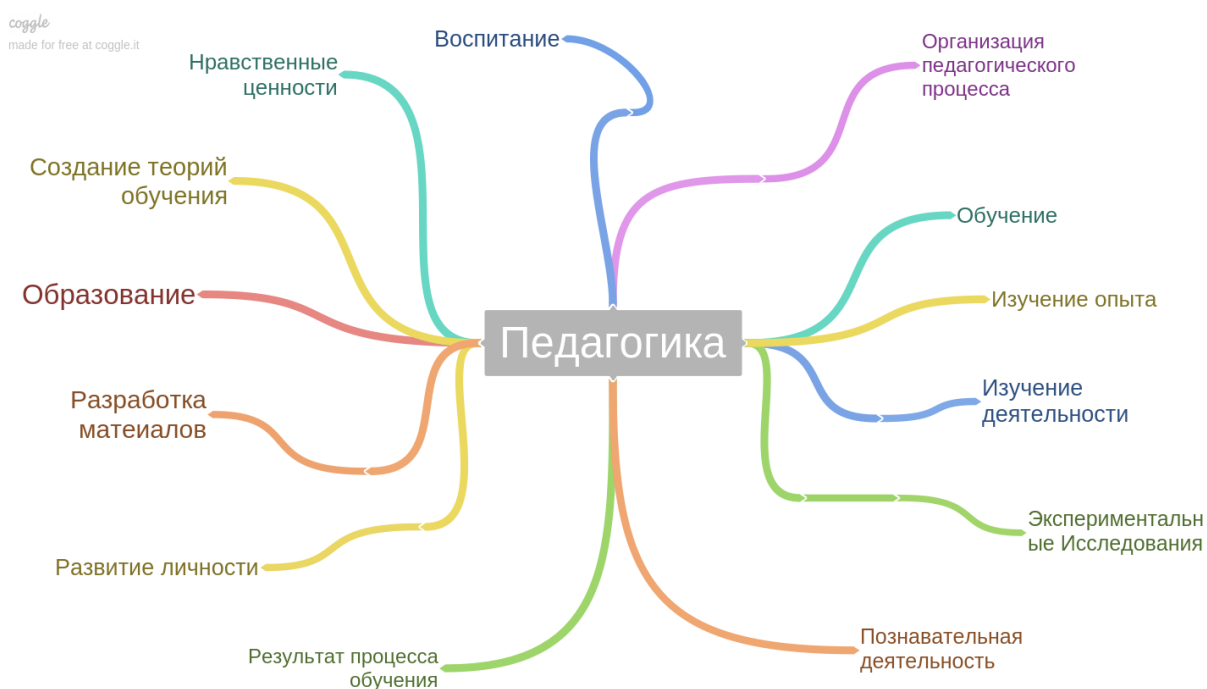 coggle
made for free at coggle.it
Воспитание
Организация
педагогического
процесса
Нравственные
ценности
Создание теорий
обучения
Обучение
Образование
Изучение опыта
Педагогика
Разработка
матеиалов
Изучение
деятельности
Экспериментальн
ые Исследования
Развитие личности
Результат процесса
обучения
Познавательная
деятельность